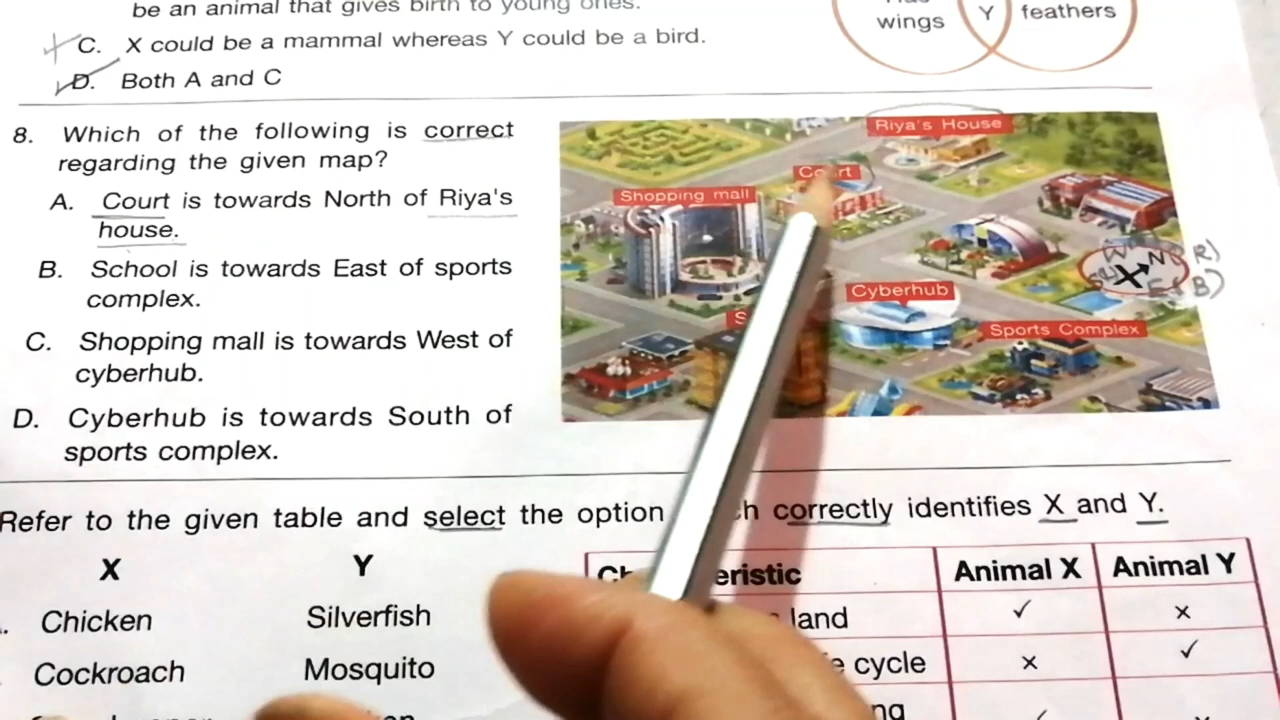 be an animal that gives birth to young ones.
C. X could be a mammal whereas Y could be a bird.
D. Both A and C
wings Y feathers
8. Which of the following is correct
regarding the given map?
A. Court is towards North of Riya's
house.
B. School is towards East of sports
complex.
C. Shopping mall is towards West of
cyberhub.
D. Cyberhub is towards South of
sports complex.
Riya's House
Court
Shopping mall
Cyberhub
Sports Complex
W N R)
E B)
Refer to the given table and select the option correctly identifies X and Y.
X Y
Chicken Silverfish
Cockroach Mosquito
Animal X Animal Y
land ✓ ×
cycle × ✓